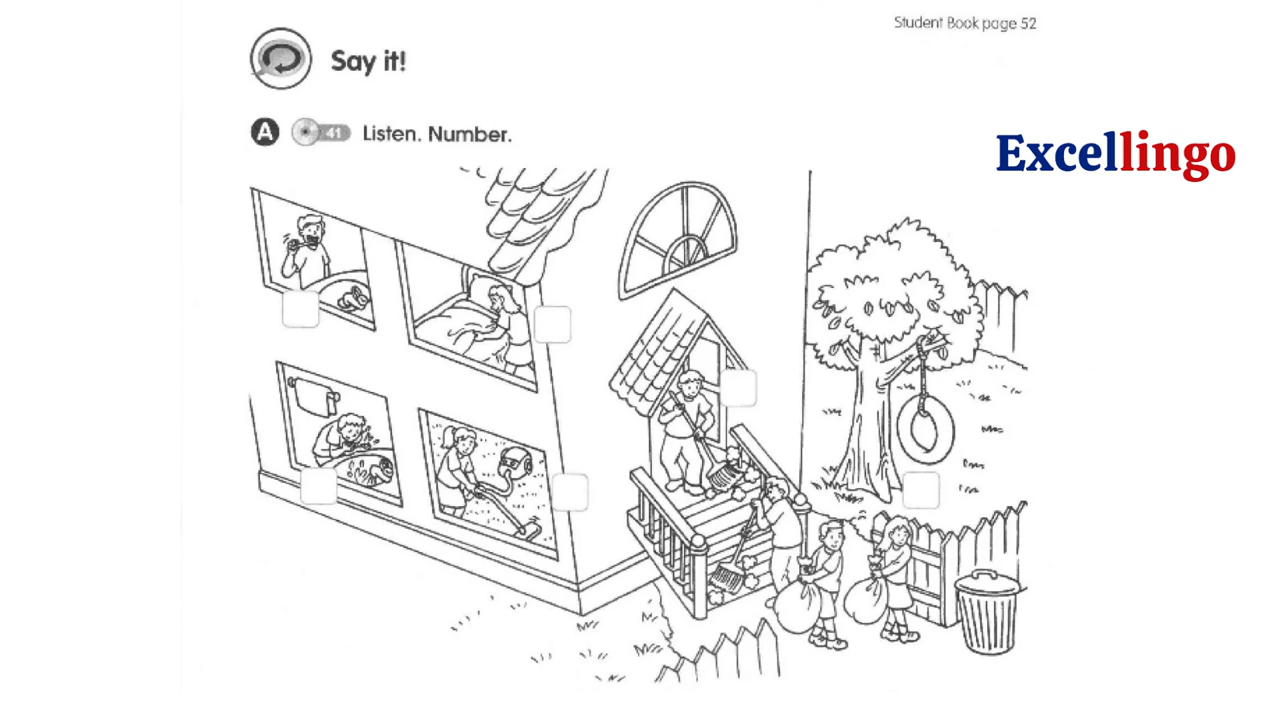 Student Book page 52
Say it!
A 41 Listen. Number.
Excellingo